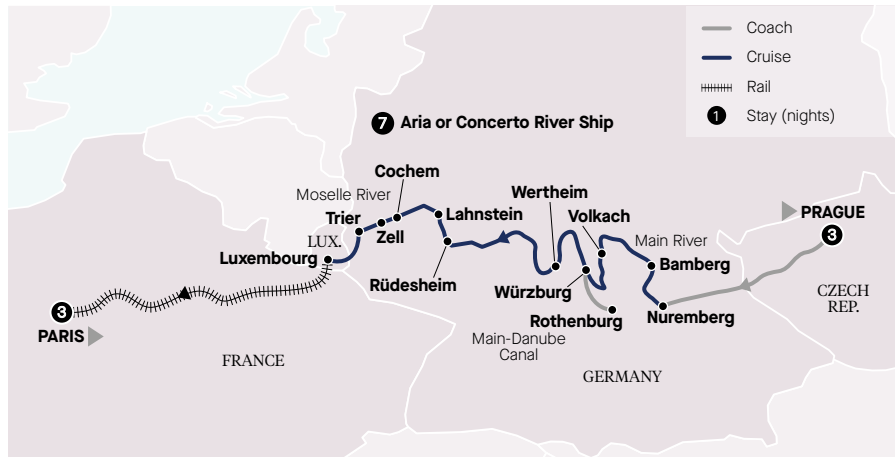 Coach
Cruise
Rail
1 Stay (nights)
7 Aria or Concerto River Ship
Cochem
Moselle River
Trier
Zell
LUX.
Luxembourg
Lahnstein
Rüdesheim
Wertheim
Volkach
Main River
Bamberg
Würzburg
Rothenburg
Nuremberg
Main-Danube
Canal
PRAGUE
3
CZECH
REP.
3
PARIS
FRANCE
GERMANY